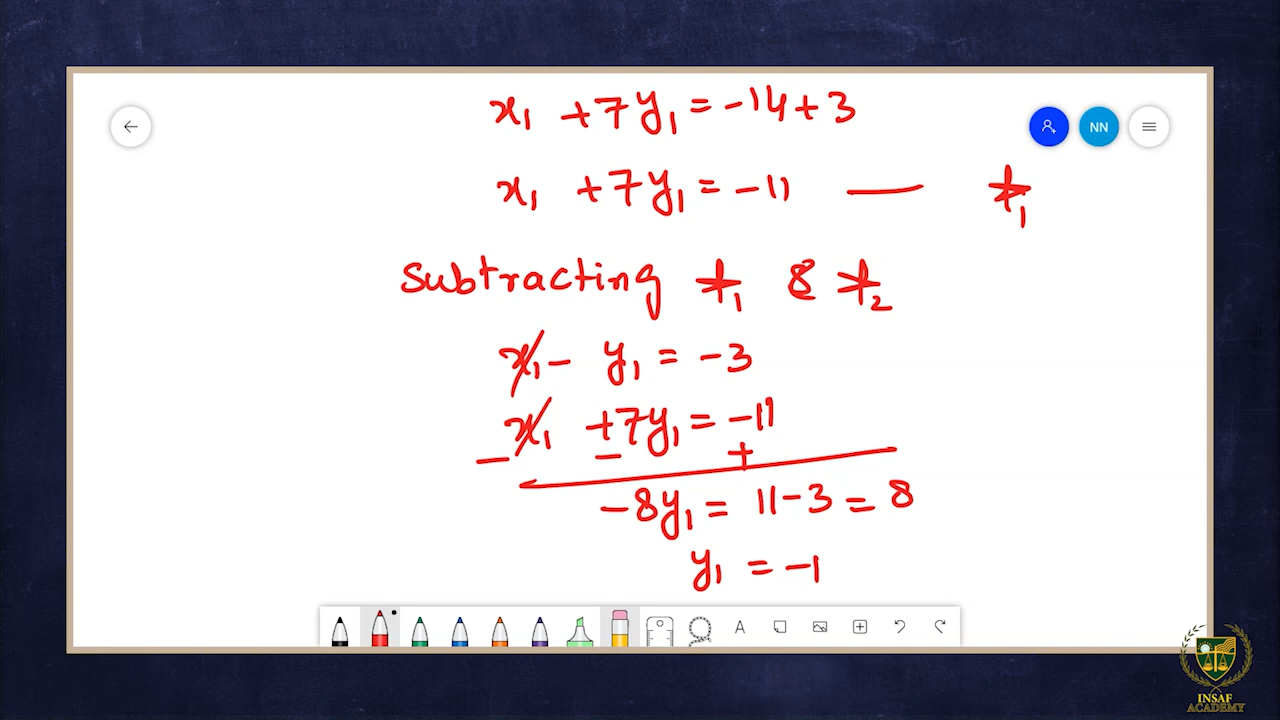 x₁ + 7y₁ = -14 + 3
NN
x₁ + 7y₁ = -11 — *₁
Subtracting *₁ & *₂
x₁ - y₁ = -3
x₁ + 7y₁ = -11
- - +
-8y₁ = 11 - 3 = 8
y₁ = -1
A
INSAF
ACADEMY